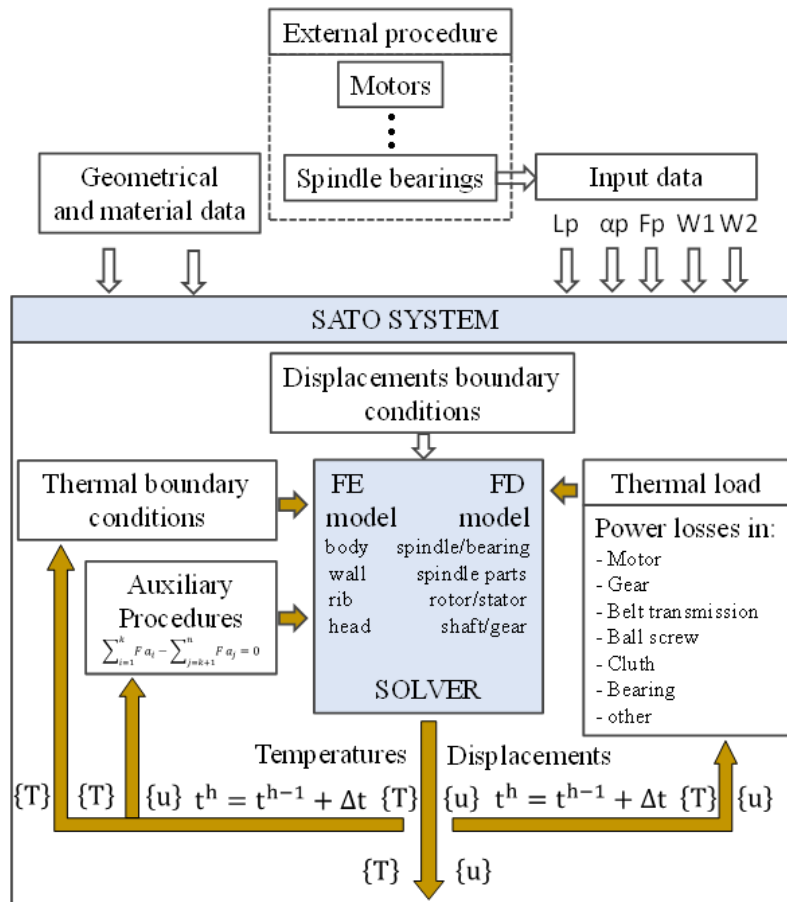 External procedure
Motors
Spindle bearings
Geometrical
and material data
Input data
Lp αp Fp W1 W2
SATO SYSTEM
Displacements boundary
conditions
Thermal boundary
conditions
Auxiliary
Procedures
∑_{i=1}^{k} Fa_i − ∑_{j=k+1}^{n} Fa_j = 0
FE FD
model model
body spindle/bearing
wall spindle parts
rib rotor/stator
head shaft/gear
SOLVER
Thermal load
Power losses in:
- Motor
- Gear
- Belt transmission
- Ball screw
- Cluth
- Bearing
- other
Temperatures Displacements
{T} {T} {u} t^h = t^{h−1} + Δt {T} {u} t^h = t^{h−1} + Δt {T} {u}
{T} {u}